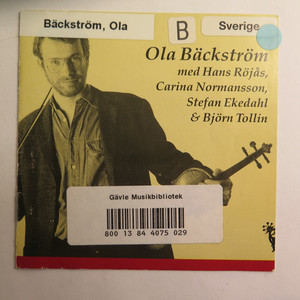 Bäckström, Ola
B
Sverige
Ola Bäckström
med Hans Röjås,
Carina Normansson,
Stefan Ekedahl
& Björn Tollin
Gävle Musikbibliotek
800 13 84 4075 029